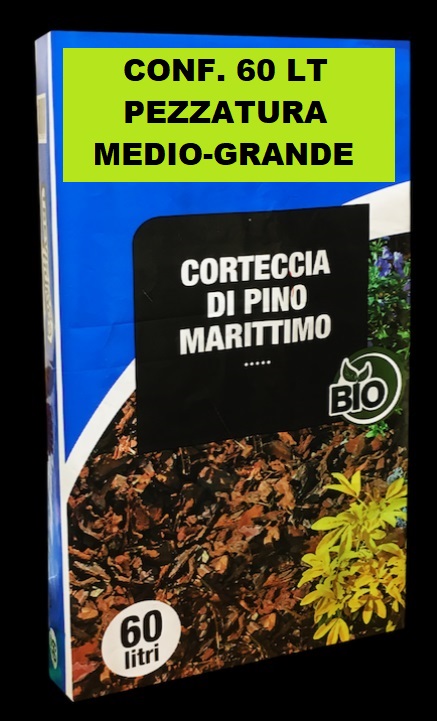 CONF. 60 LT
PEZZATURA
MEDIO-GRANDE
CORTECCIA
DI PINO
MARITTIMO
BIO
60
litri